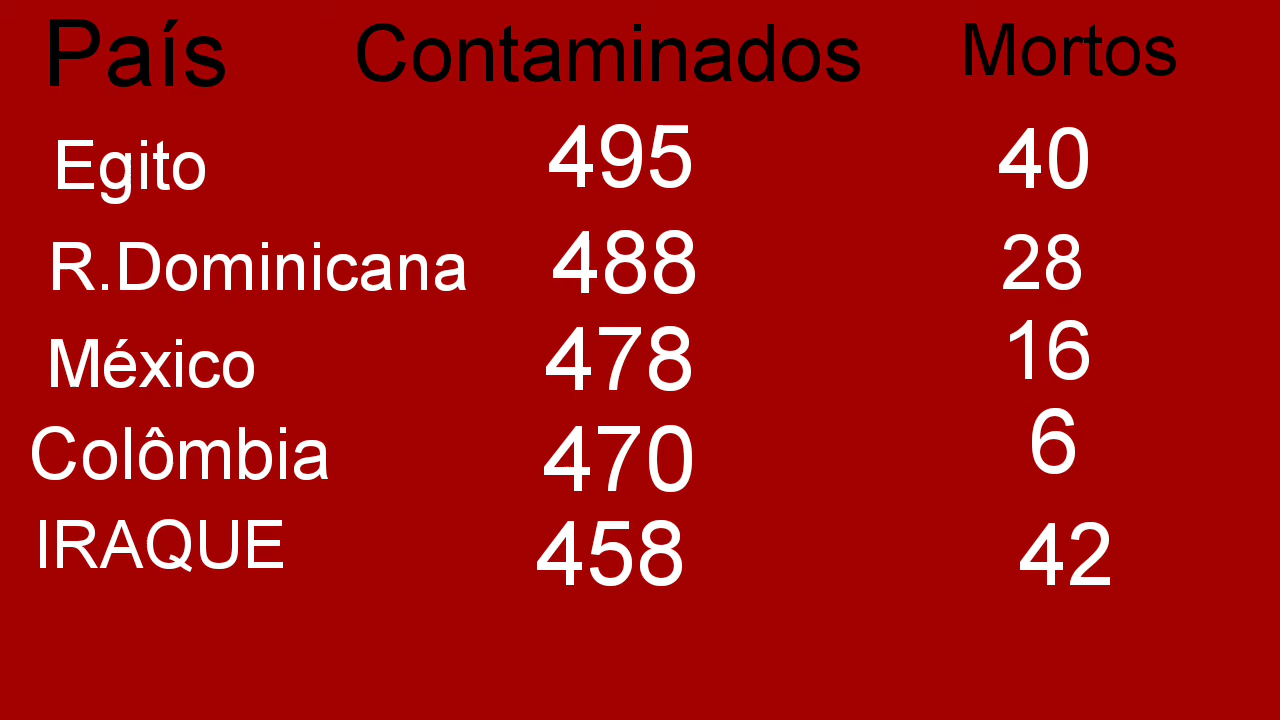 País Contaminados Mortos
Egito 495 40
R.Dominicana 488 28
México 478 16
Colômbia 470 6
IRAQUE 458 42